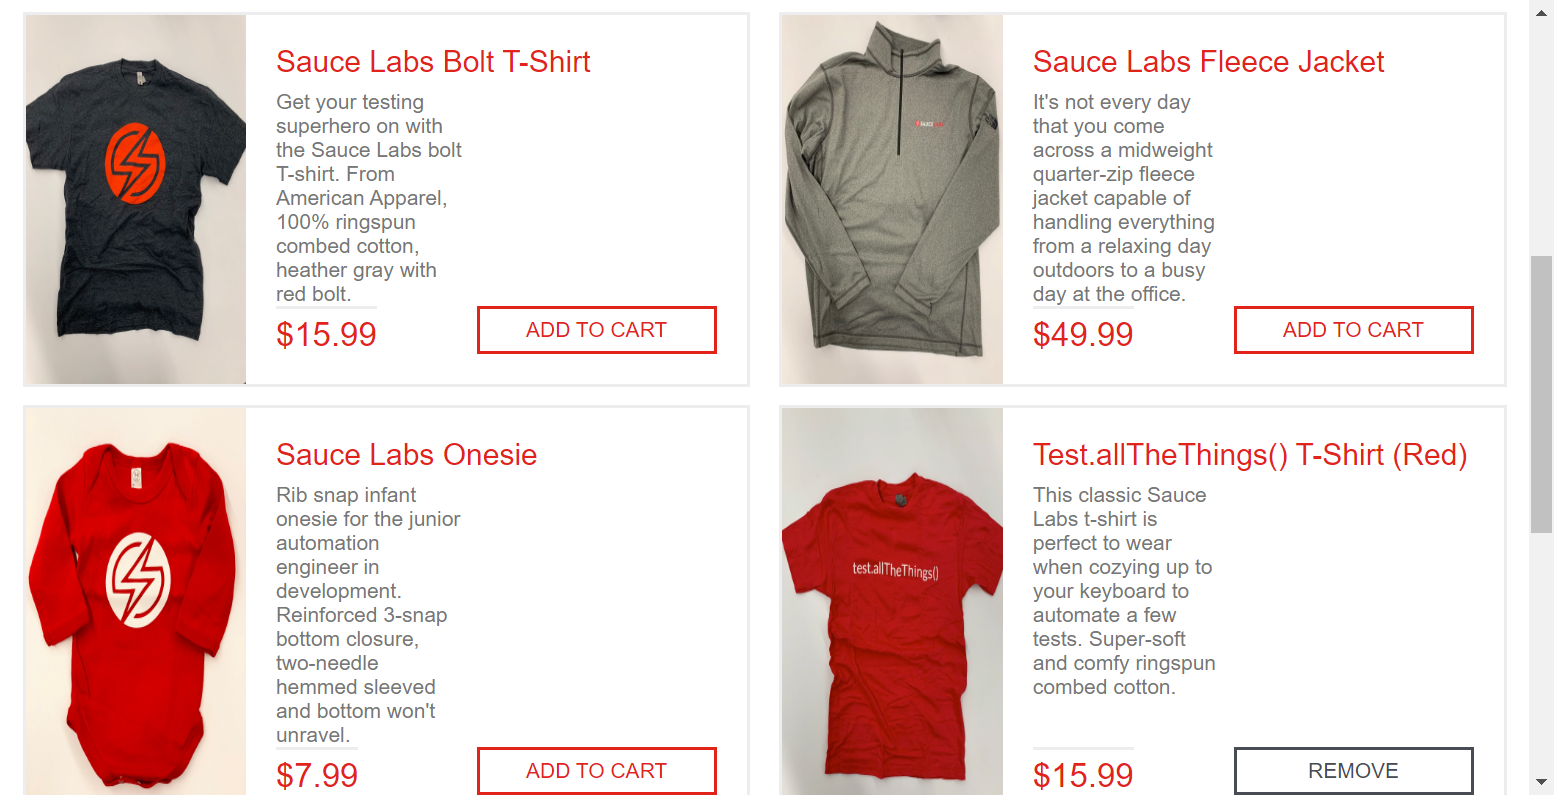 Sauce Labs Bolt T-Shirt
Get your testing
superhero on with
the Sauce Labs bolt
T-shirt. From
American Apparel,
100% ringspun
combed cotton,
heather gray with
red bolt.
$15.99
ADD TO CART
SAUCE
Sauce Labs Fleece Jacket
It's not every day
that you come
across a midweight
quarter-zip fleece
jacket capable of
handling everything
from a relaxing day
outdoors to a busy
day at the office.
$49.99
ADD TO CART
Sauce Labs Onesie
Rib snap infant
onesie for the junior
automation
engineer in
development.
Reinforced 3-snap
bottom closure,
two-needle
hemmed sleeved
and bottom won't
unravel.
$7.99
ADD TO CART
test.allTheThings()
Test.allTheThings() T-Shirt (Red)
This classic Sauce
Labs t-shirt is
perfect to wear
when cozying up to
your keyboard to
automate a few
tests. Super-soft
and comfy ringspun
combed cotton.
$15.99
REMOVE